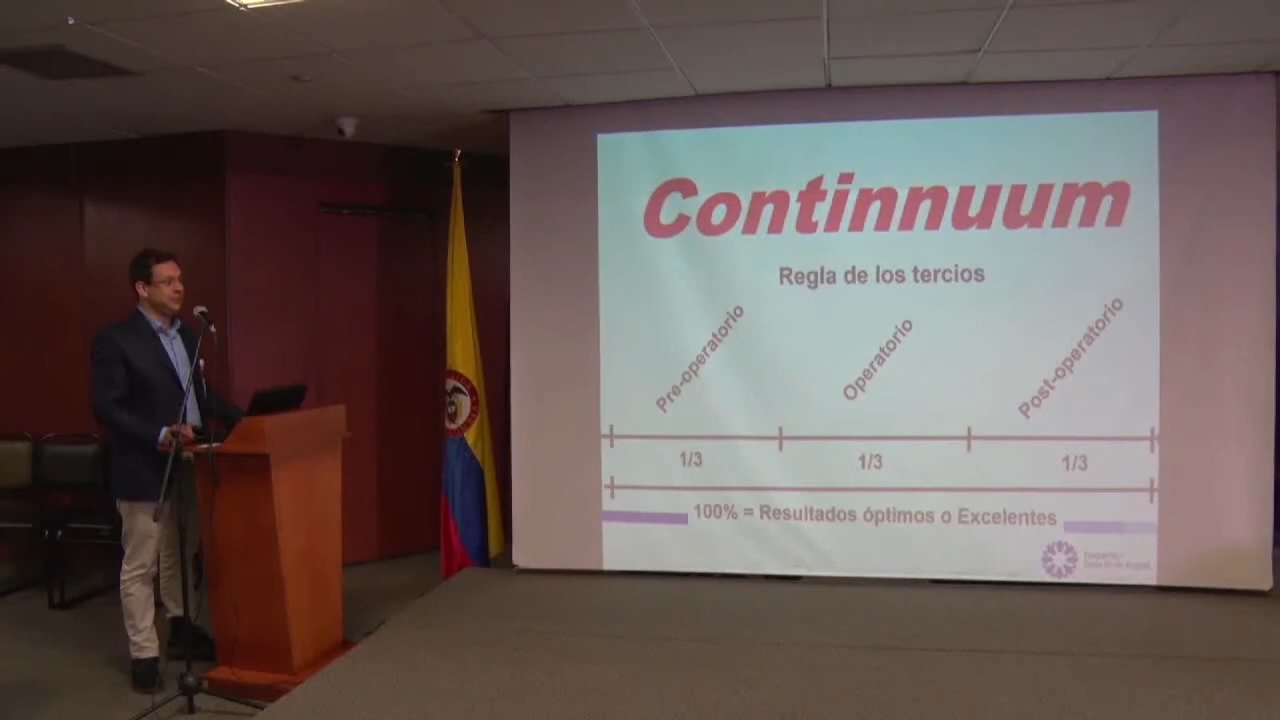 Continnuum
Regla de los tercios
Pre-operatorio
Operatorio
Post-operatorio
1/3
1/3
1/3
100% = Resultados óptimos o Excelentes